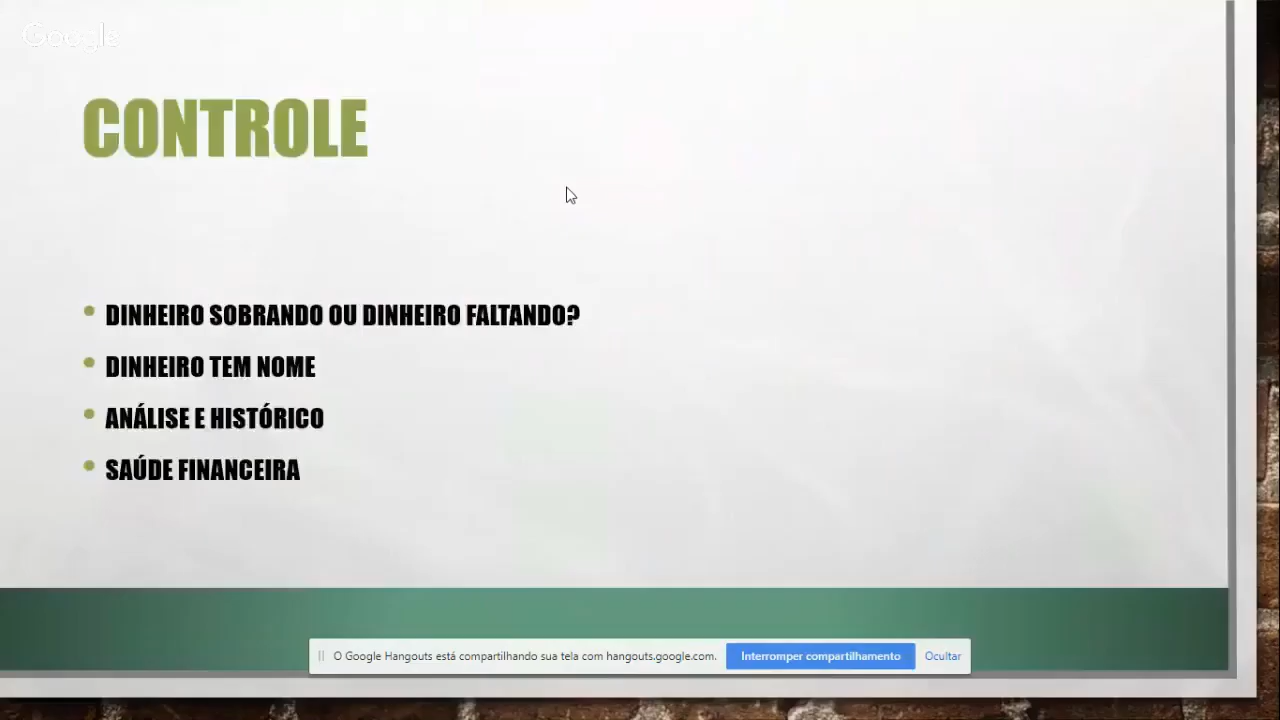 Google
CONTROLE
DINHEIRO SOBRANDO OU DINHEIRO FALTANDO?
DINHEIRO TEM NOME
ANÁLISE E HISTÓRICO
SAÚDE FINANCEIRA
O Google Hangouts está compartilhando sua tela com hangouts.google.com.
Interromper compartilhamento
Ocultar